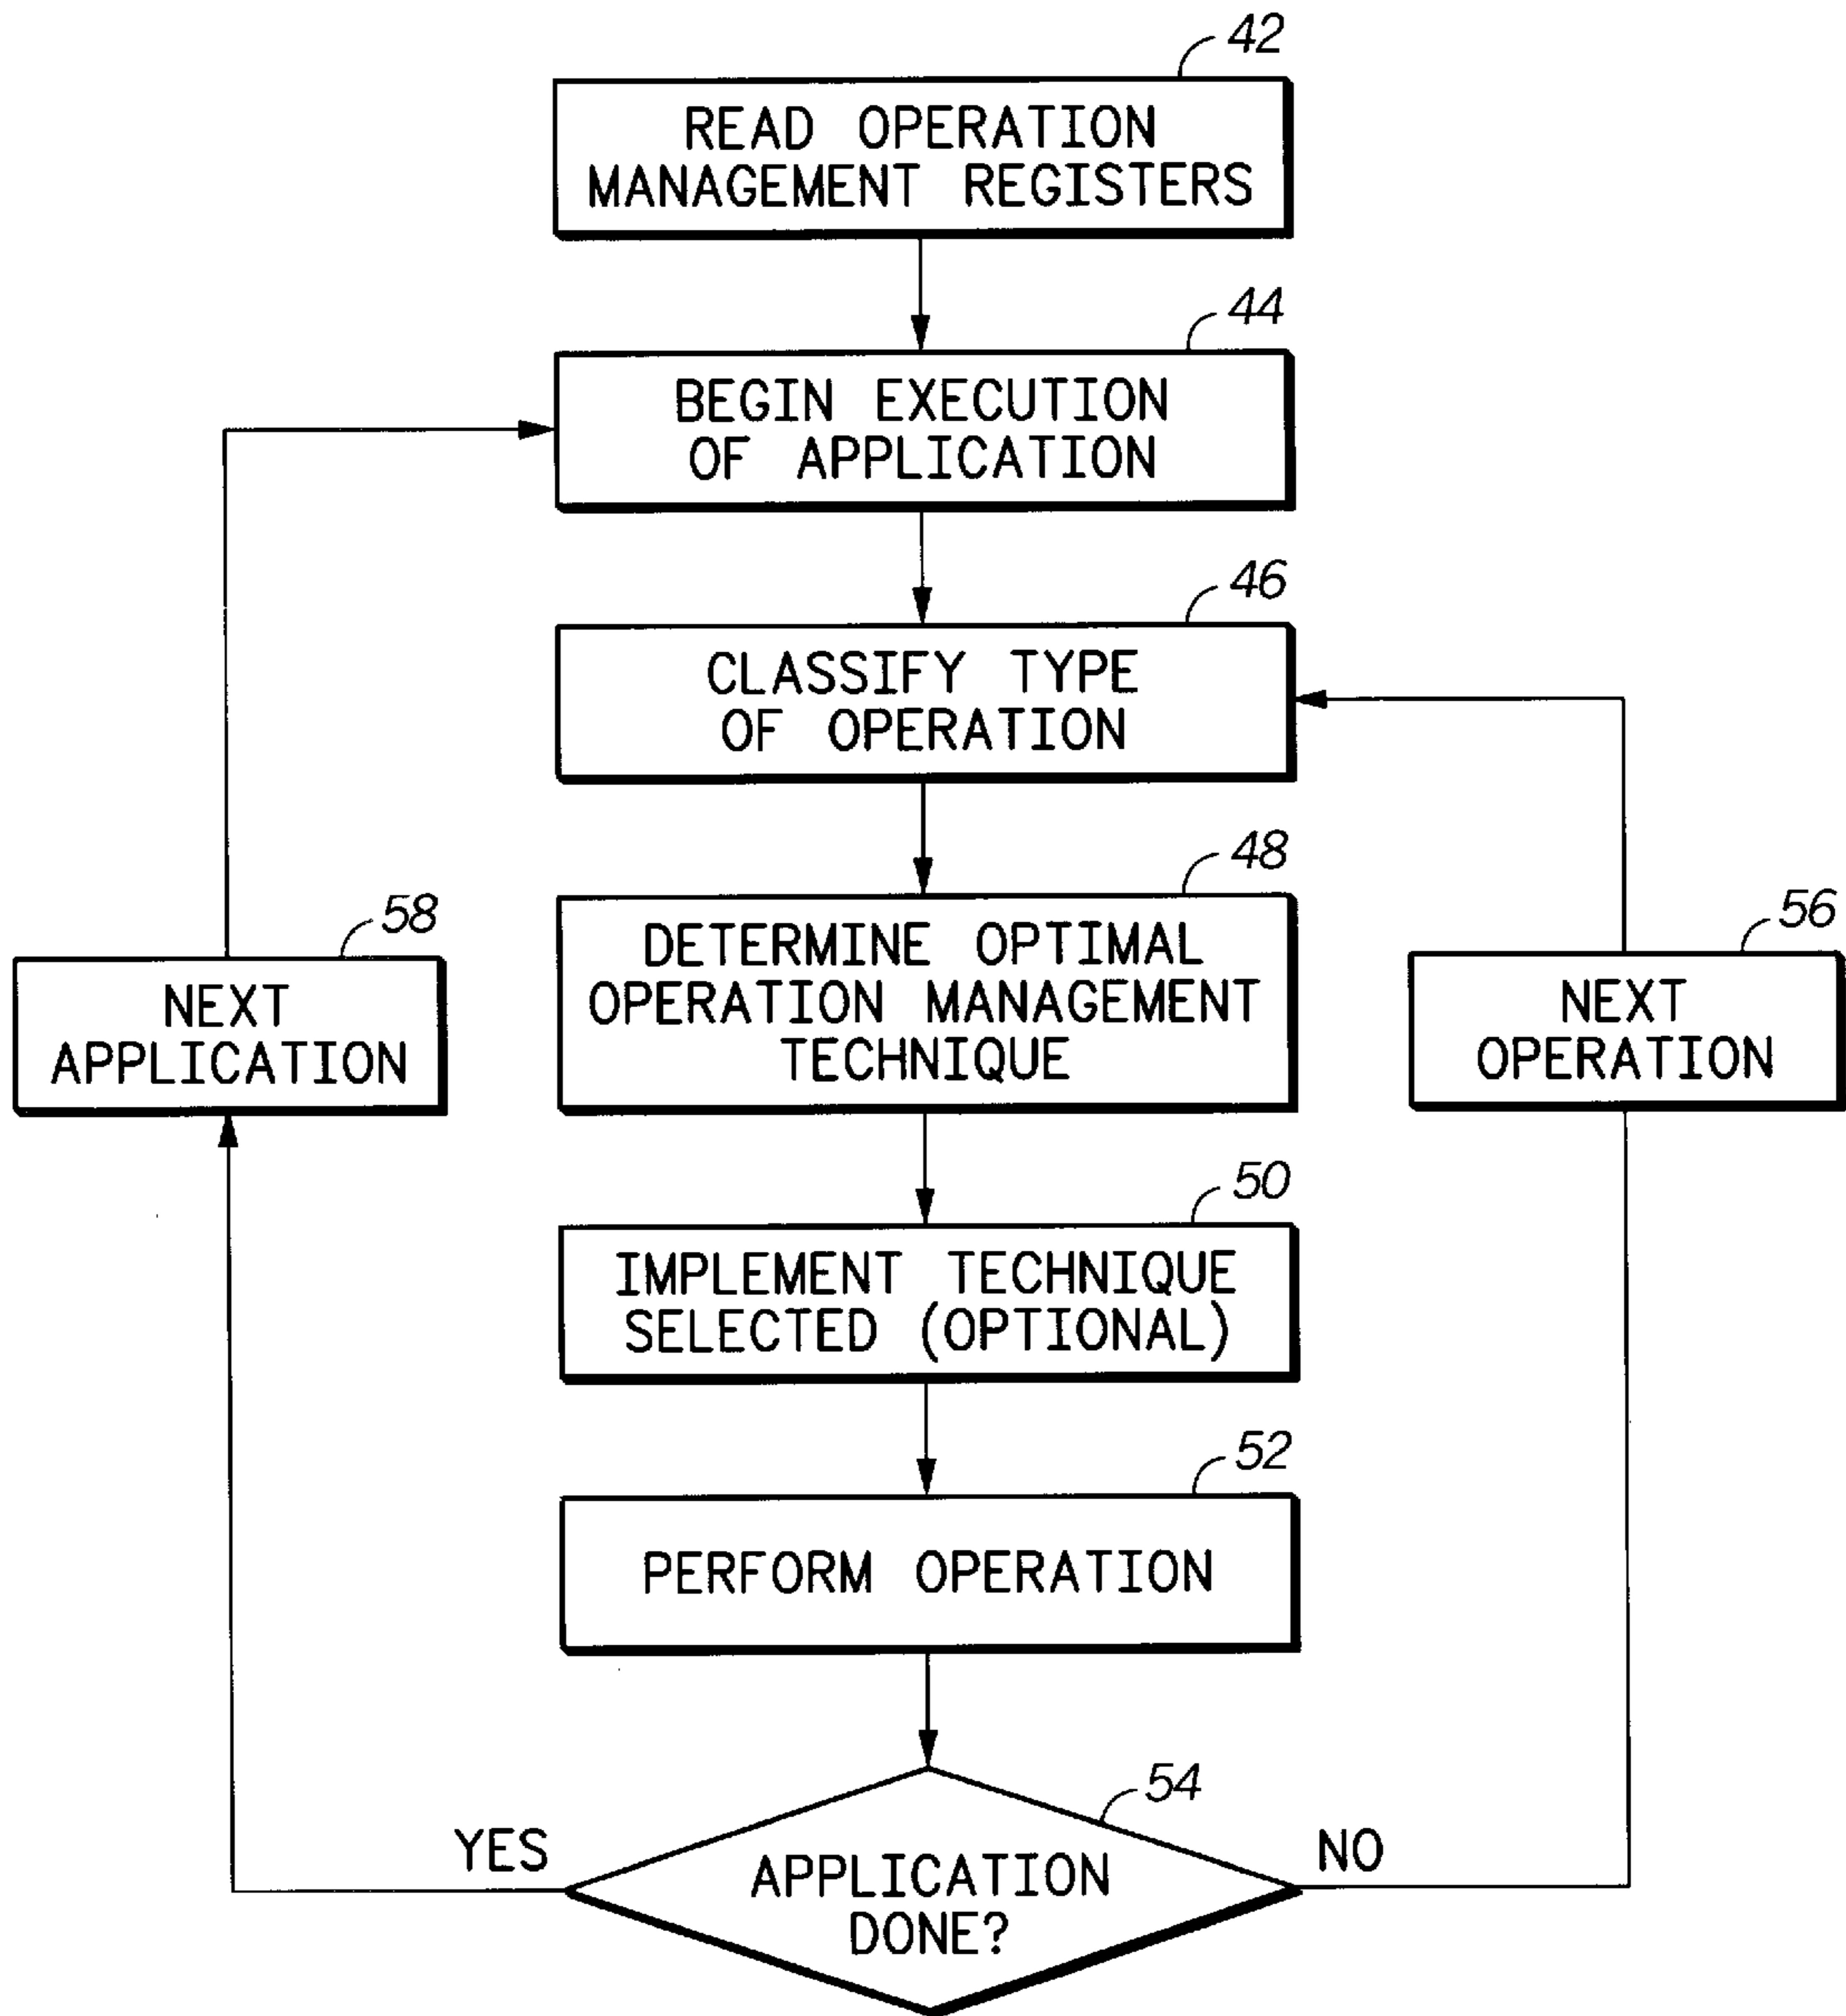 42
READ OPERATION
MANAGEMENT REGISTERS
44
BEGIN EXECUTION
OF APPLICATION
46
CLASSIFY TYPE
OF OPERATION
48
DETERMINE OPTIMAL
OPERATION MANAGEMENT
TECHNIQUE
58
NEXT
APPLICATION
56
NEXT
OPERATION
50
IMPLEMENT TECHNIQUE
SELECTED (OPTIONAL)
52
PERFORM OPERATION
54
YES
APPLICATION
DONE?
NO